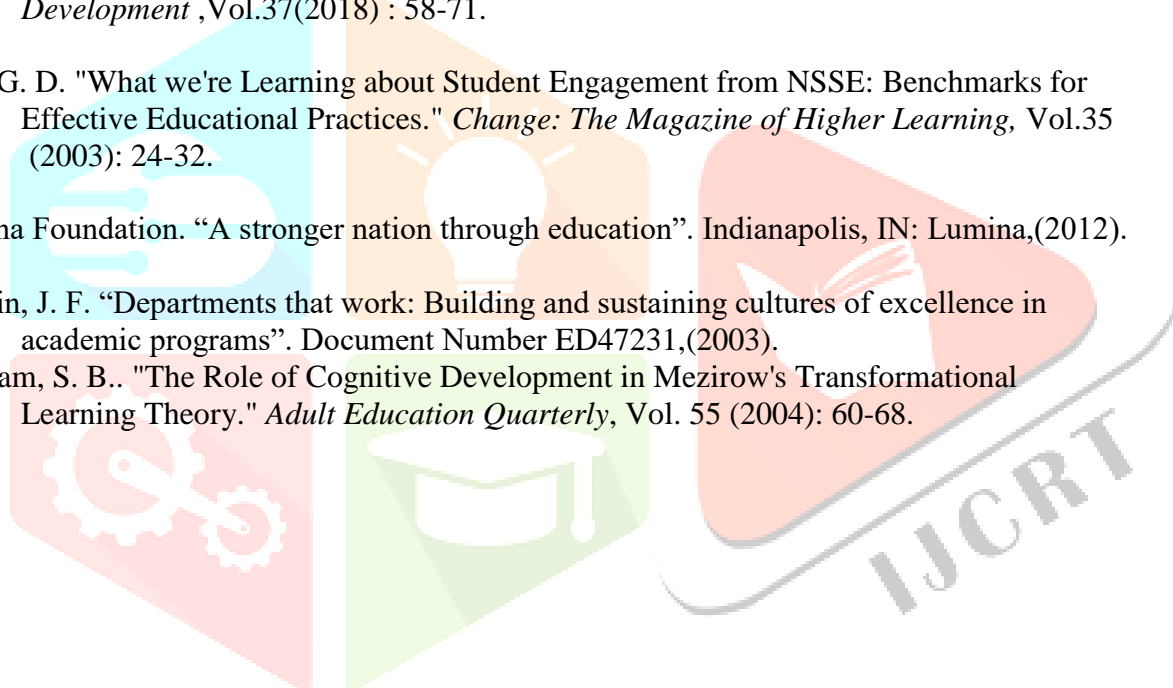 Development ,Vol.37(2018) : 58-71.
G. D. "What we're Learning about Student Engagement from NSSE: Benchmarks for
Effective Educational Practices." Change: The Magazine of Higher Learning, Vol.35
(2003): 24-32.
na Foundation. “A stronger nation through education”. Indianapolis, IN: Lumina,(2012).
in, J. F. “Departments that work: Building and sustaining cultures of excellence in
academic programs”. Document Number ED47231,(2003).
am, S. B.. "The Role of Cognitive Development in Mezirow's Transformational
Learning Theory." Adult Education Quarterly, Vol. 55 (2004): 60-68.
IJCRT